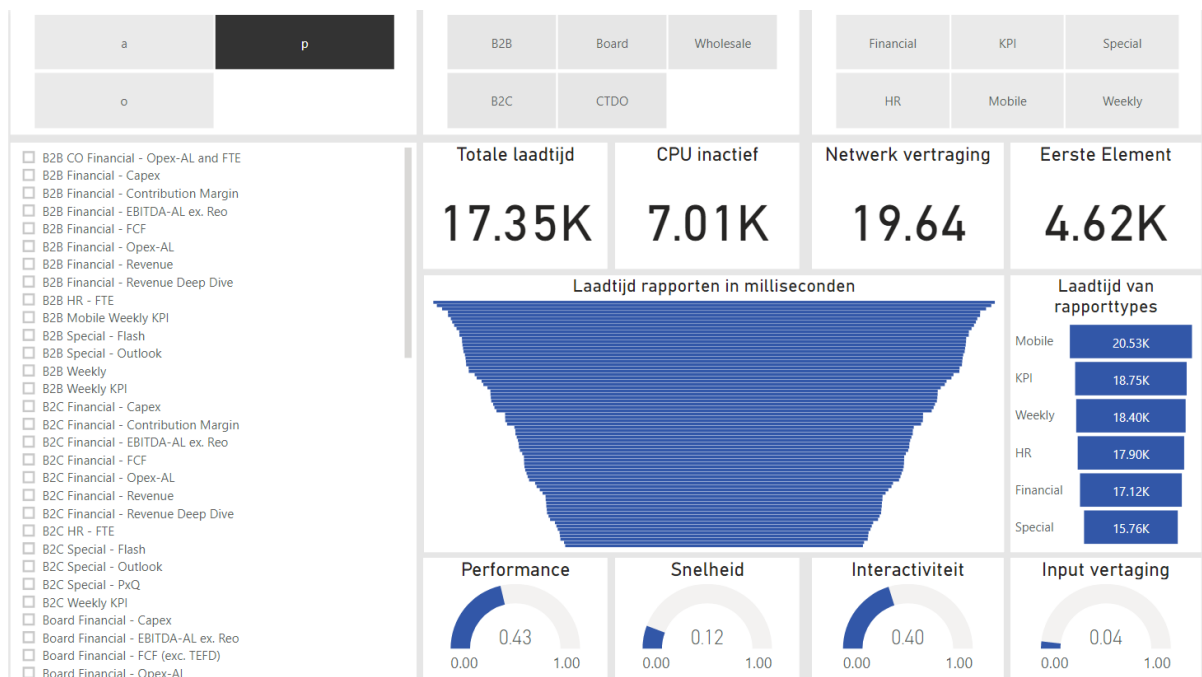 a
p
o
B2B
Board
Wholesale
B2C
CTDO
Financial
KPI
Special
HR
Mobile
Weekly
B2B CO Financial - Opex-AL and FTE
B2B Financial - Capex
B2B Financial - Contribution Margin
B2B Financial - EBITDA-AL ex. Reo
B2B Financial - FCF
B2B Financial - Opex-AL
B2B Financial - Revenue
B2B Financial - Revenue Deep Dive
B2B HR - FTE
B2B Mobile Weekly KPI
B2B Special - Flash
B2B Special - Outlook
B2B Weekly
B2B Weekly KPI
B2C Financial - Capex
B2C Financial - Contribution Margin
B2C Financial - EBITDA-AL ex. Reo
B2C Financial - FCF
B2C Financial - Opex-AL
B2C Financial - Revenue
B2C Financial - Revenue Deep Dive
B2C HR - FTE
B2C Special - Flash
B2C Special - Outlook
B2C Special - PxQ
B2C Weekly KPI
Board Financial - Capex
Board Financial - EBITDA-AL ex. Reo
Board Financial - FCF (exc. TEFD)
Board Financial - Opex-AL
Totale laadtijd
17.35K
CPU inactief
7.01K
Netwerk vertraging
19.64
Eerste Element
4.62K
Laadtijd rapporten in milliseconden
Laadtijd van
rapporttypes
Mobile 20.53K
KPI 18.75K
Weekly 18.40K
HR 17.90K
Financial 17.12K
Special 15.76K
Performance
0.43
0.00 1.00
Snelheid
0.12
0.00 1.00
Interactiviteit
0.40
0.00 1.00
Input vertaging
0.04
0.00 1.00